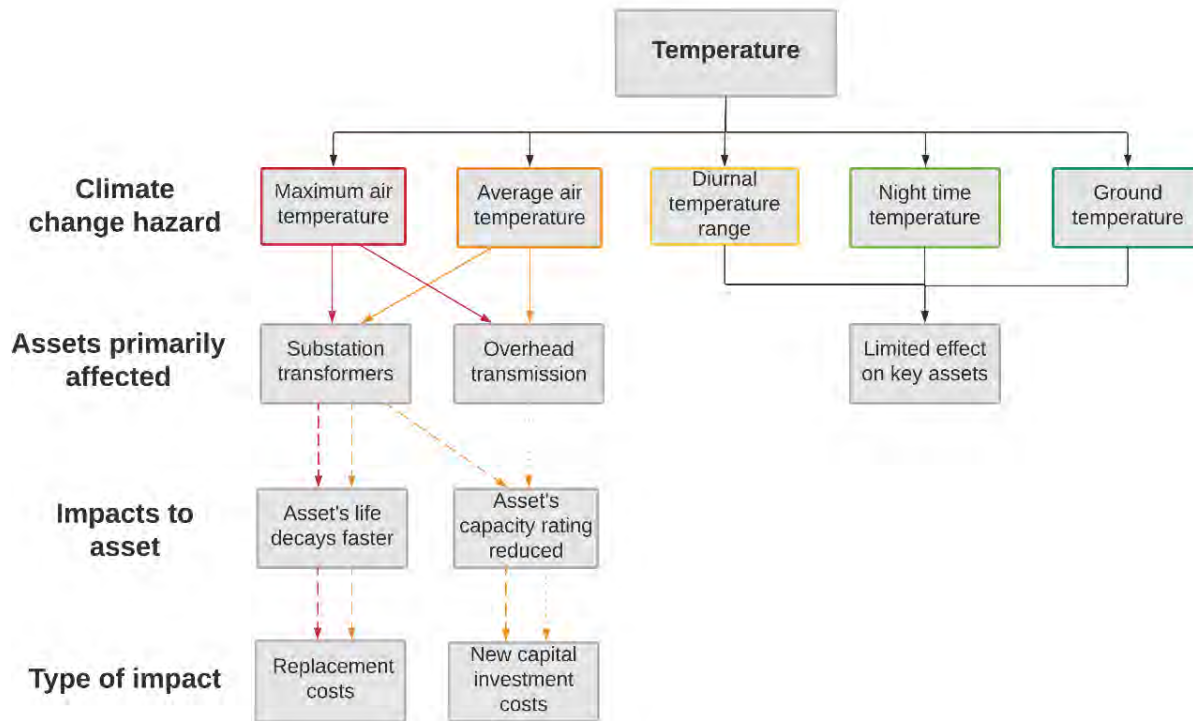 Temperature
Climate
change hazard
Maximum air
temperature
Average air
temperature
Diurnal
temperature
range
Night time
temperature
Ground
temperature
Assets primarily
affected
Substation
transformers
Overhead
transmission
Limited effect
on key assets
Impacts to
asset
Asset's life
decays faster
Asset's
capacity rating
reduced
Type of impact
Replacement
costs
New capital
investment
costs